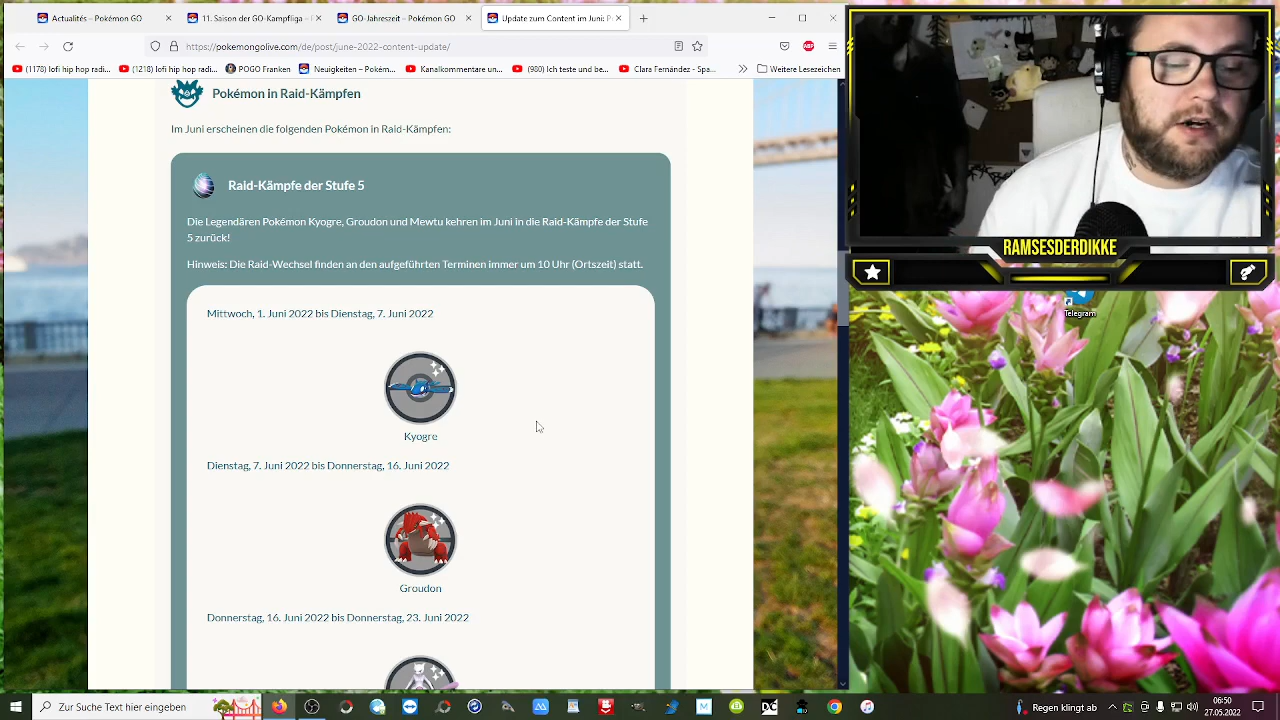 Aktualités - Pokémon GO
11. Season der Kampfliga - P
GO-Jahreszeit - Pokémon GO
Update zum Content im Juni: P
https://pokemongolive.com/de/post/june-2022-content-update/
(1178) lofi hip hop radi...
(1218) lofi hip hop radi...
POGO Forum
Neuigkeiten - Pokém...
Kanalkommentare - Y...
(980) Ich teste und be...
Clara Fernández - Spa...
Weitere Lesezeichen
Pokémon in Raid-Kämpfen
Im Juni erscheinen die folgenden Pokémon in Raid-Kämpfen:
Raid-Kämpfe der Stufe 5
Die Legendären Pokémon Kyogre, Groudon und Mewtu kehren im Juni in die Raid-Kämpfe der Stufe
5 zurück!
Hinweis: Die Raid-Wechsel finden an den aufgeführten Terminen immer um 10 Uhr (Ortszeit) statt.
Mittwoch, 1. Juni 2022 bis Dienstag, 7. Juni 2022
Kyogre
Dienstag, 7. Juni 2022 bis Donnerstag, 16. Juni 2022
Groudon
Donnerstag, 16. Juni 2022 bis Donnerstag, 23. Juni 2022
RAMSESDERDIKKE
Telegram
Zur Suche Text hier eingeben
Regen klingt ab
06:50
27.05.2022